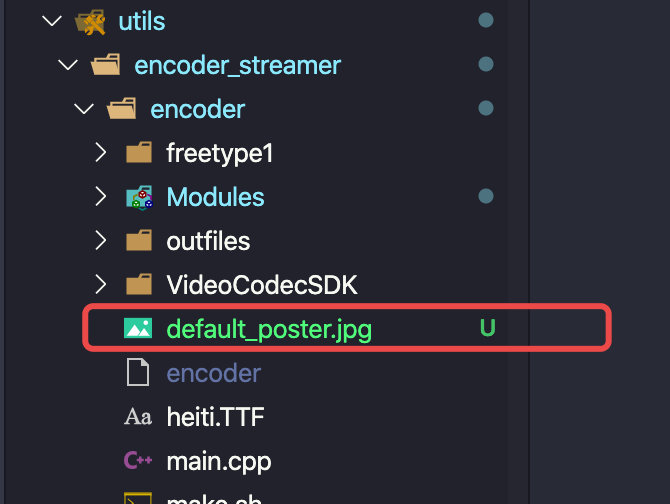 utils
encoder_streamer
encoder
freetype1
Modules
outfiles
VideoCodecSDK
default_poster.jpg U
encoder
Aa heiti.TTF
C++ main.cpp
make.sh